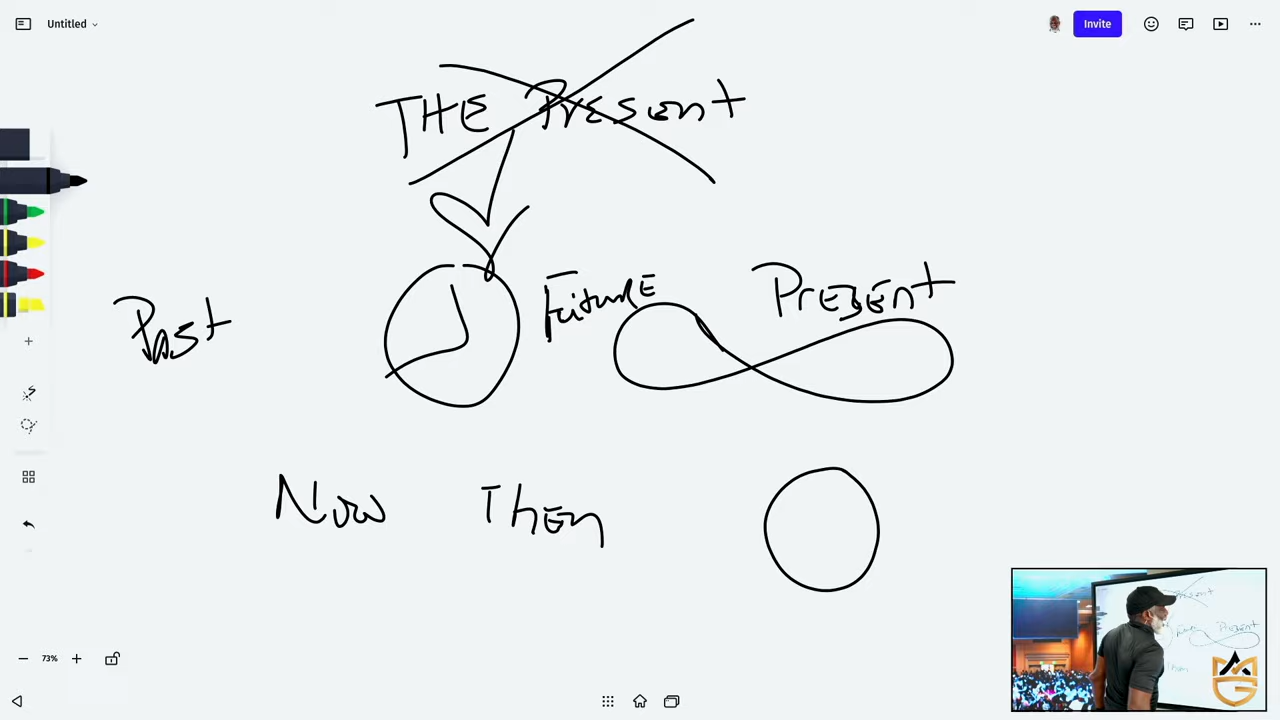 Untitled
Invite
THE Present
Past
Future
Present
Now Then
73%